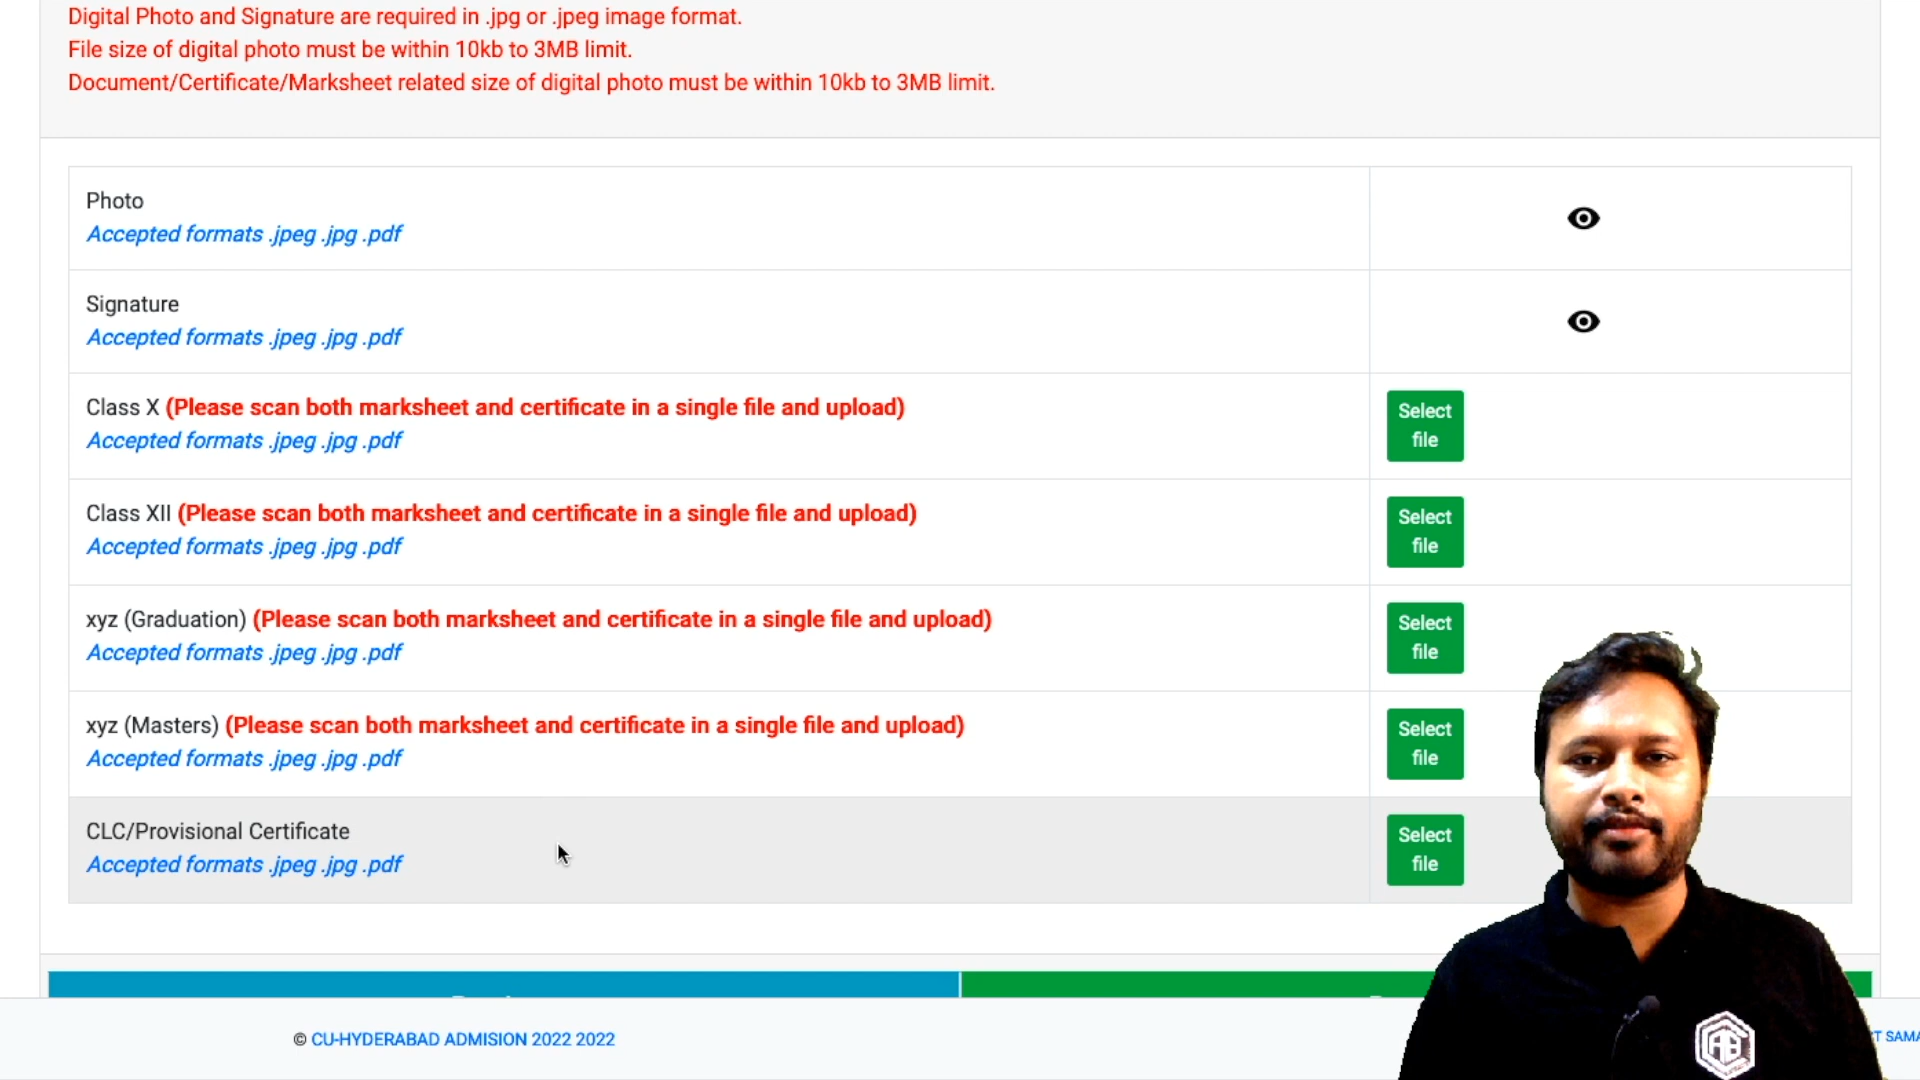 Digital Photo and Signature are required in .jpg or .jpeg image format.
File size of digital photo must be within 10kb to 3MB limit.
Document/Certificate/Marksheet related size of digital photo must be within 10kb to 3MB limit.
Photo
Accepted formats .jpeg .jpg .pdf
Signature
Accepted formats .jpeg .jpg .pdf
Class X (Please scan both marksheet and certificate in a single file and upload)
Accepted formats .jpeg .jpg .pdf
Select
file
Class XII (Please scan both marksheet and certificate in a single file and upload)
Accepted formats .jpeg .jpg .pdf
Select
file
xyz (Graduation) (Please scan both marksheet and certificate in a single file and upload)
Accepted formats .jpeg .jpg .pdf
Select
file
xyz (Masters) (Please scan both marksheet and certificate in a single file and upload)
Accepted formats .jpeg .jpg .pdf
Select
file
CLC/Provisional Certificate
Accepted formats .jpeg .jpg .pdf
Select
file
© CU-HYDERABAD ADMISION 2022 2022